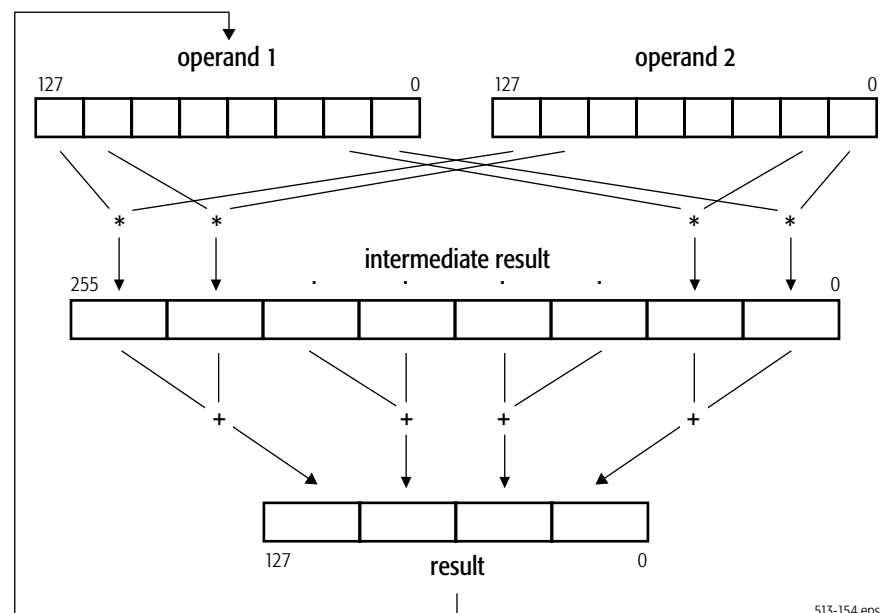 operand 1
operand 2
127
0
127
0
* * * *
intermediate result
255
. . . .
0
+ + + +
127
result
0
513-154.eps